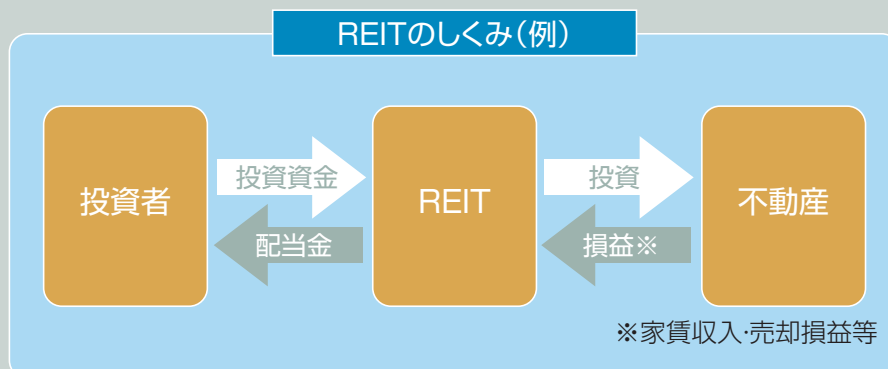 REITのしくみ(例)
投資者
投資資金
配当金
REIT
投資
損益※
不動産
※家賃収入・売却損益等